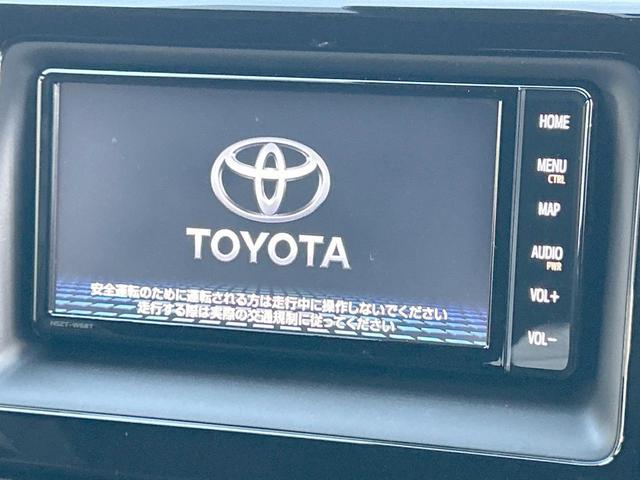 TOYOTA
安全運転のために運転される方は走行中に操作しないでください
走行する際は実際の交通規制に従ってください
NSZT-W68T
HOME
MENU
CTRL
MAP
AUDIO
PWR
VOL+
VOL−